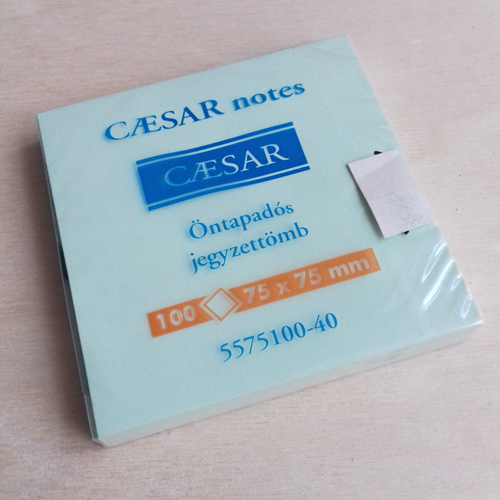 CÆSAR notes
CÆSAR
Öntapadós
jegyzettömb
100 75 x 75 mm
5575100-40